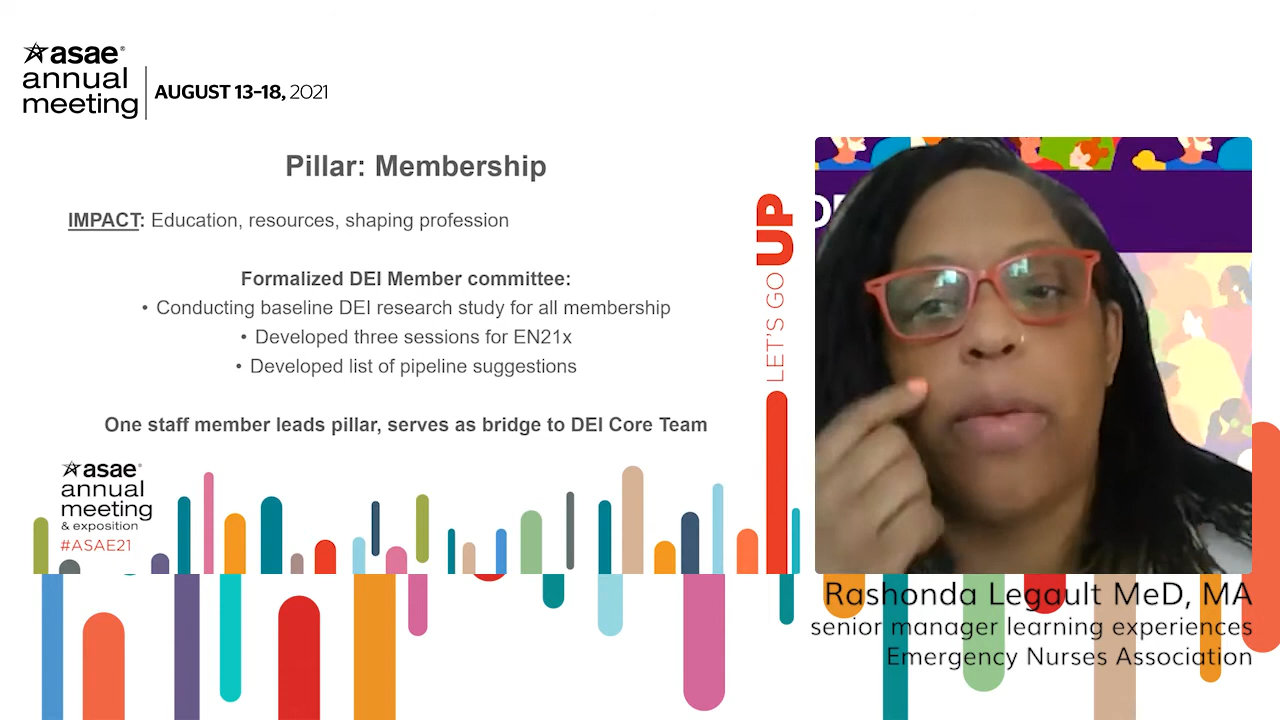 asae®
annual
meeting
AUGUST 13-18, 2021
Pillar: Membership
IMPACT: Education, resources, shaping profession
Formalized DEI Member committee:
• Conducting baseline DEI research study for all membership
• Developed three sessions for EN21x
• Developed list of pipeline suggestions
One staff member leads pillar, serves as bridge to DEI Core Team
LET'S GO UP
asae®
annual
meeting
& exposition
#ASAE21
Rashonda Legault MeD, MA
senior manager learning experiences
Emergency Nurses Association